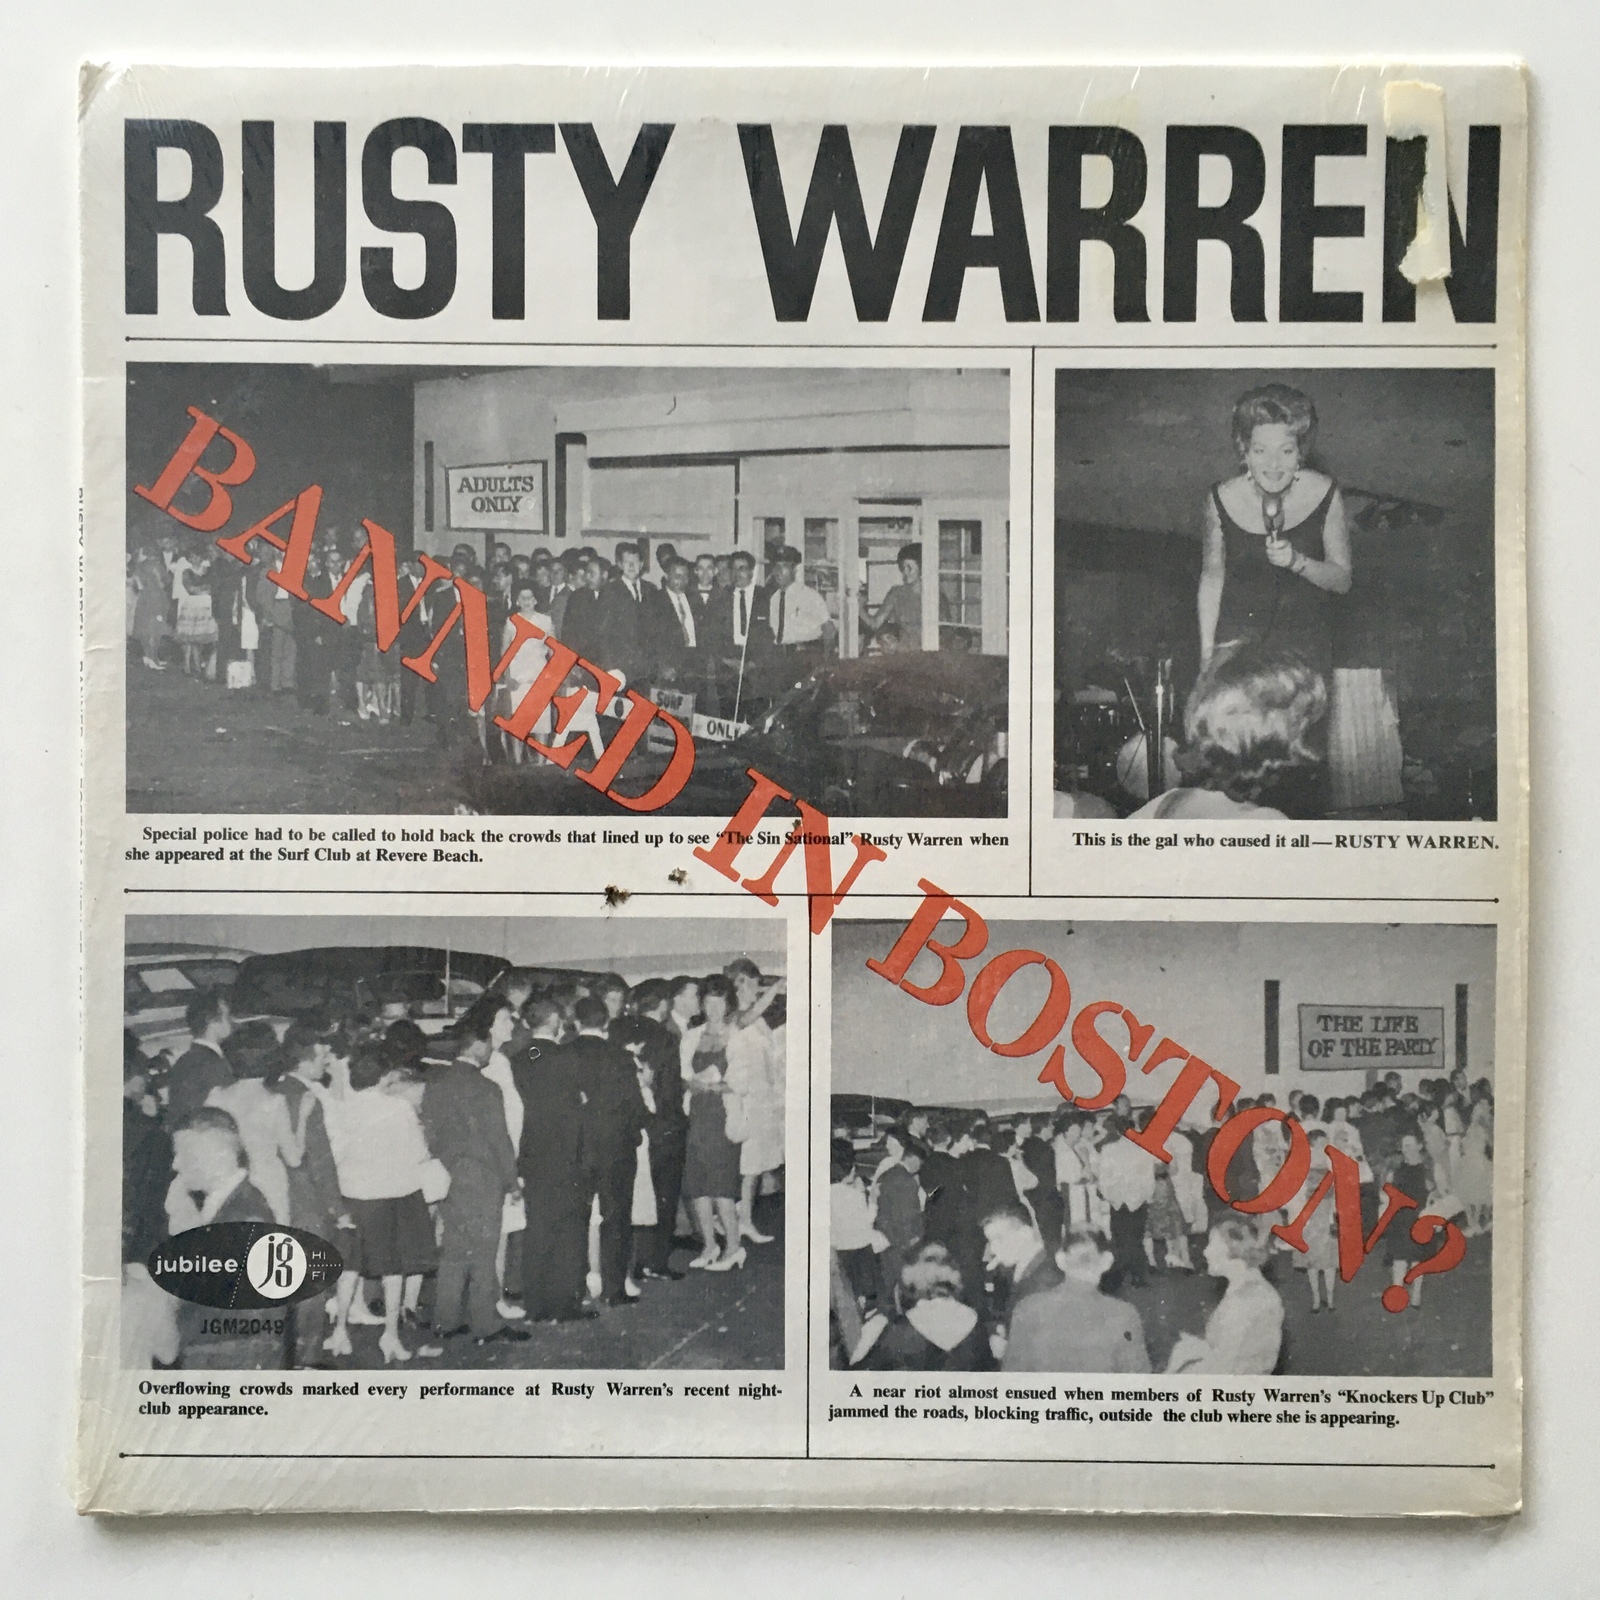 RUSTY WARREN
BANNED IN BOSTON?
ADULTS
ONLY
SURF
ONLY
Special police had to be called to hold back the crowds that lined up to see “The Sin Sational” Rusty Warren when
she appeared at the Surf Club at Revere Beach.
This is the gal who caused it all—RUSTY WARREN.
THE LIFE
OF THE PARTY
jubilee jg HI
FI
JGM2049
Overflowing crowds marked every performance at Rusty Warren’s recent night-
club appearance.
A near riot almost ensued when members of Rusty Warren’s “Knockers Up Club”
jammed the roads, blocking traffic, outside the club where she is appearing.